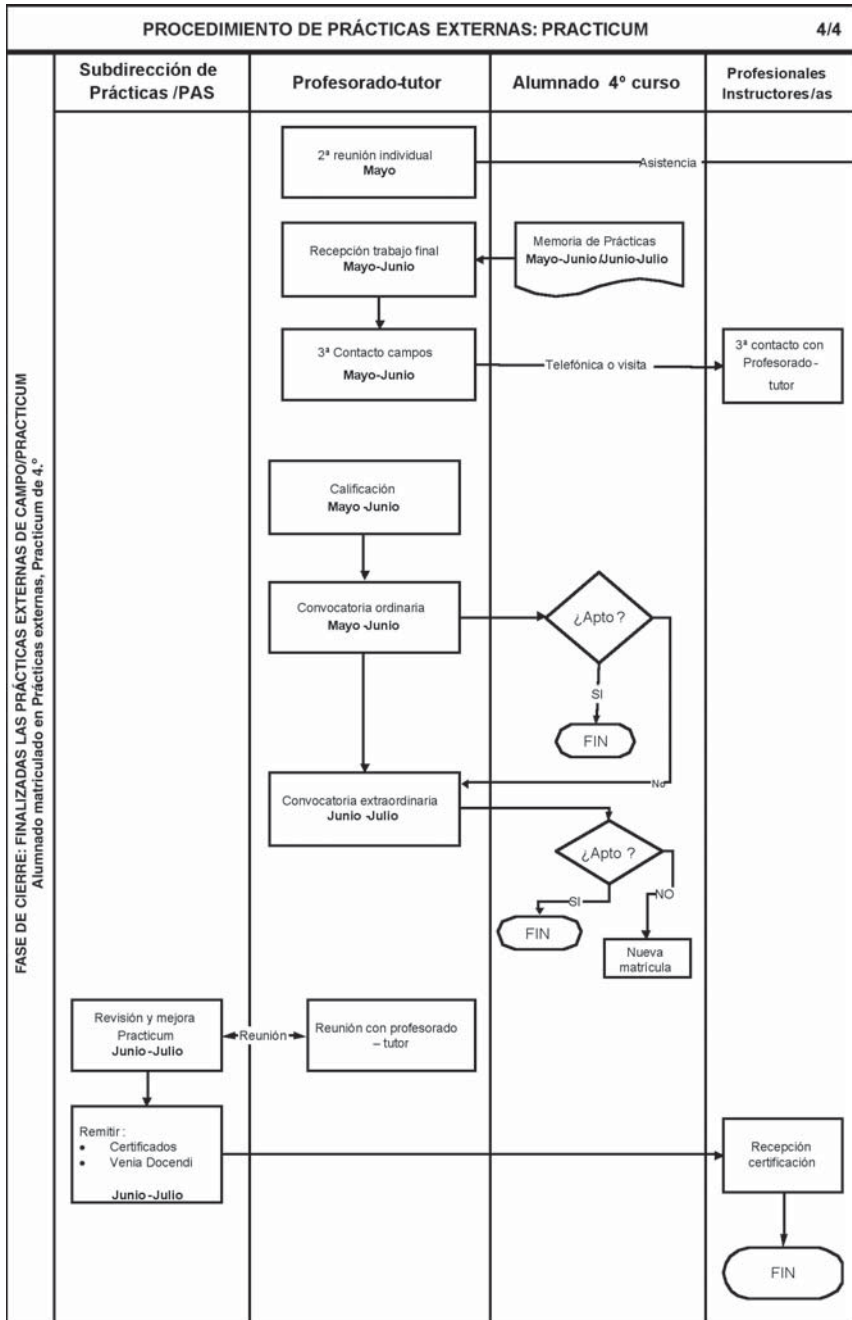 PROCEDIMIENTO DE PRÁCTICAS EXTERNAS: PRACTICUM 4/4
Subdirección de
Prácticas /PAS
Profesorado-tutor
Alumnado 4º curso
Profesionales
Instructores/as
FASE DE CIERRE: FINALIZADAS LAS PRÁCTICAS EXTERNAS DE CAMPO/PRACTICUM
Alumnado matriculado en Prácticas externas, Practicum de 4.º
2ª reunión individual
Mayo
Asistencia
Recepción trabajo final
Mayo-Junio
Memoria de Prácticas
Mayo-Junio/Junio-Julio
3ª Contacto campos
Mayo-Junio
Telefónica o visita
3ª contacto con
Profesorado-
tutor
Calificación
Mayo-Junio
Convocatoria ordinaria
Mayo-Junio
¿Apto?
SI
FIN
No
Convocatoria extraordinaria
Junio-Julio
¿Apto?
SI
NO
FIN
Nueva
matrícula
Revisión y mejora
Practicum
Junio-Julio
Reunión
Reunión con profesorado
– tutor
Remitir:
• Certificados
• Venia Docendi
Junio-Julio
Recepción
certificación
FIN